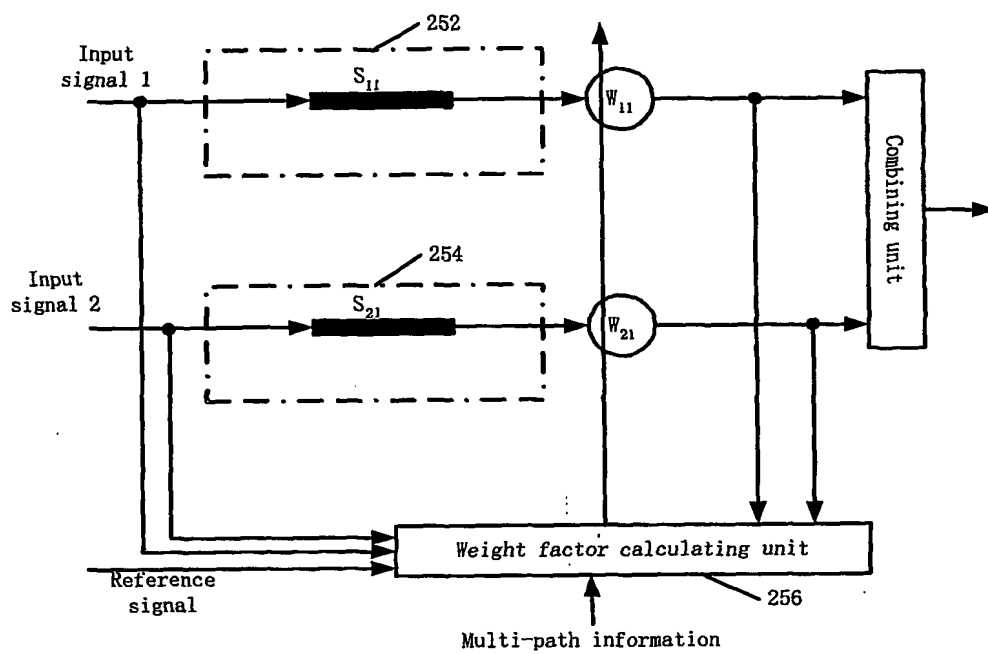 252
Input
signal 1
S₁₁
W₁₁
Combining unit
254
Input
signal 2
S₂₁
W₂₁
Weight factor calculating unit
Reference
signal
256
Multi-path information